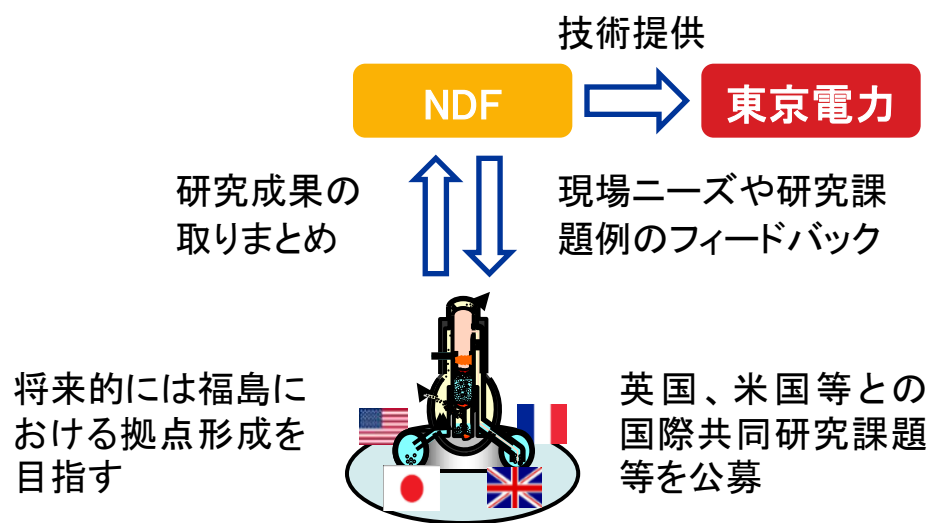 技術提供
NDF
東京電力
研究成果の
取りまとめ
現場ニーズや研究課
題例のフィードバック
将来的には福島に
おける拠点形成を
目指す
英国、米国等との
国際共同研究課題
等を公募